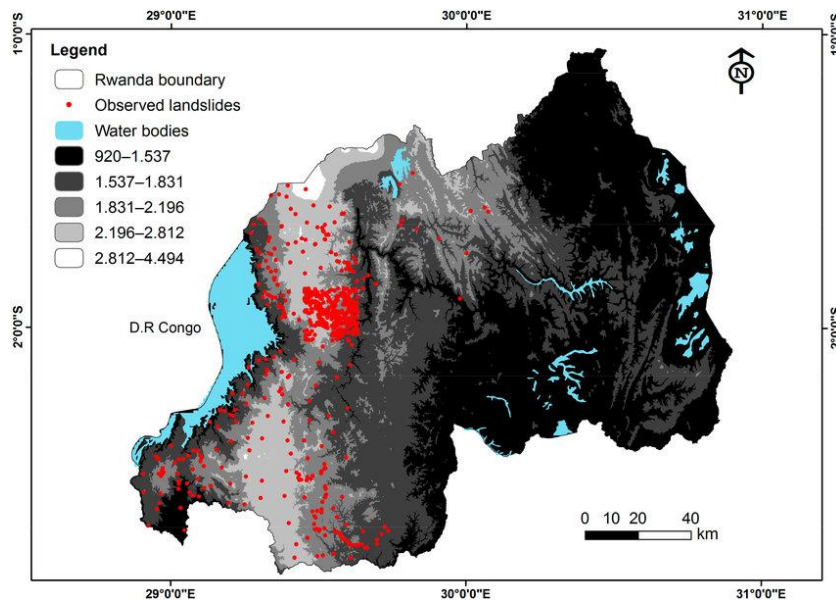 29°0'0"E
30°0'0"E
31°0'0"E
1°0'0"S
1°0'0"S
Legend
Rwanda boundary
Observed landslides
Water bodies
920–1.537
1.537–1.831
1.831–2.196
2.196–2.812
2.812–4.494
N
D.R Congo
2°0'0"S
2°0'0"S
0 10 20 40
km
29°0'0"E
30°0'0"E
31°0'0"E